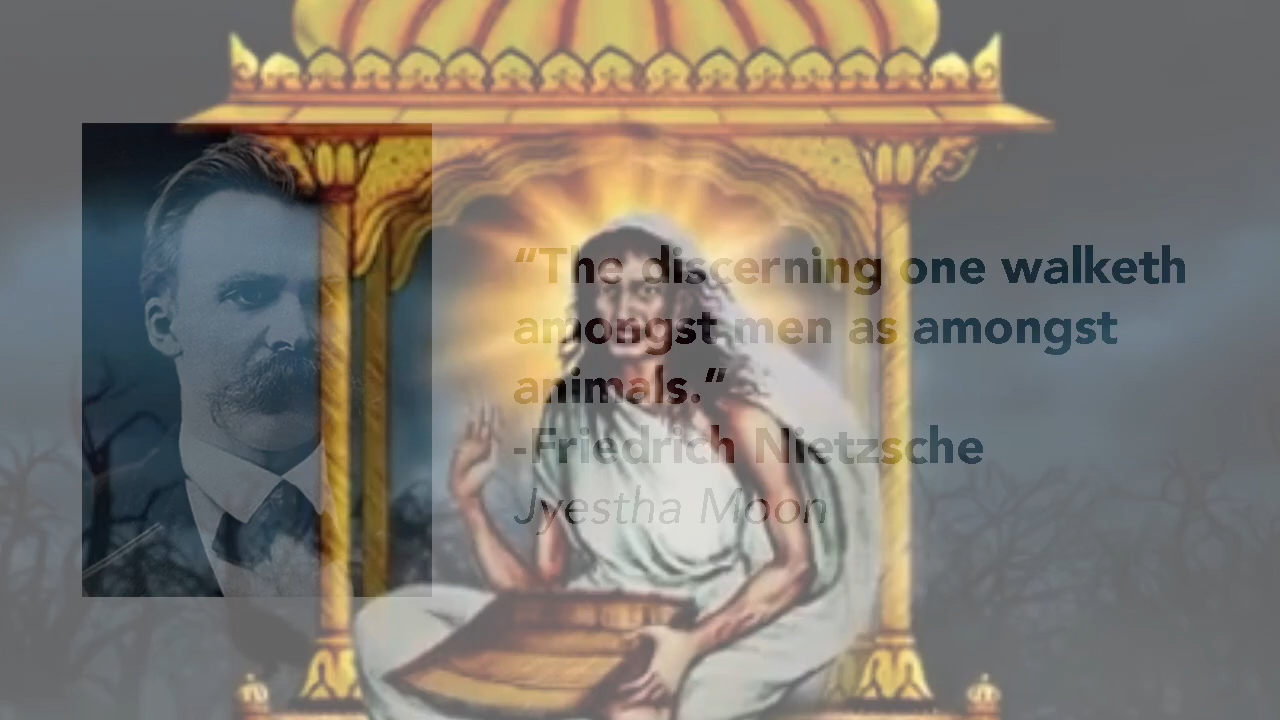 “The discerning one walketh
amongst men as amongst
animals.”
-Friedrich Nietzsche
Jyestha Moon